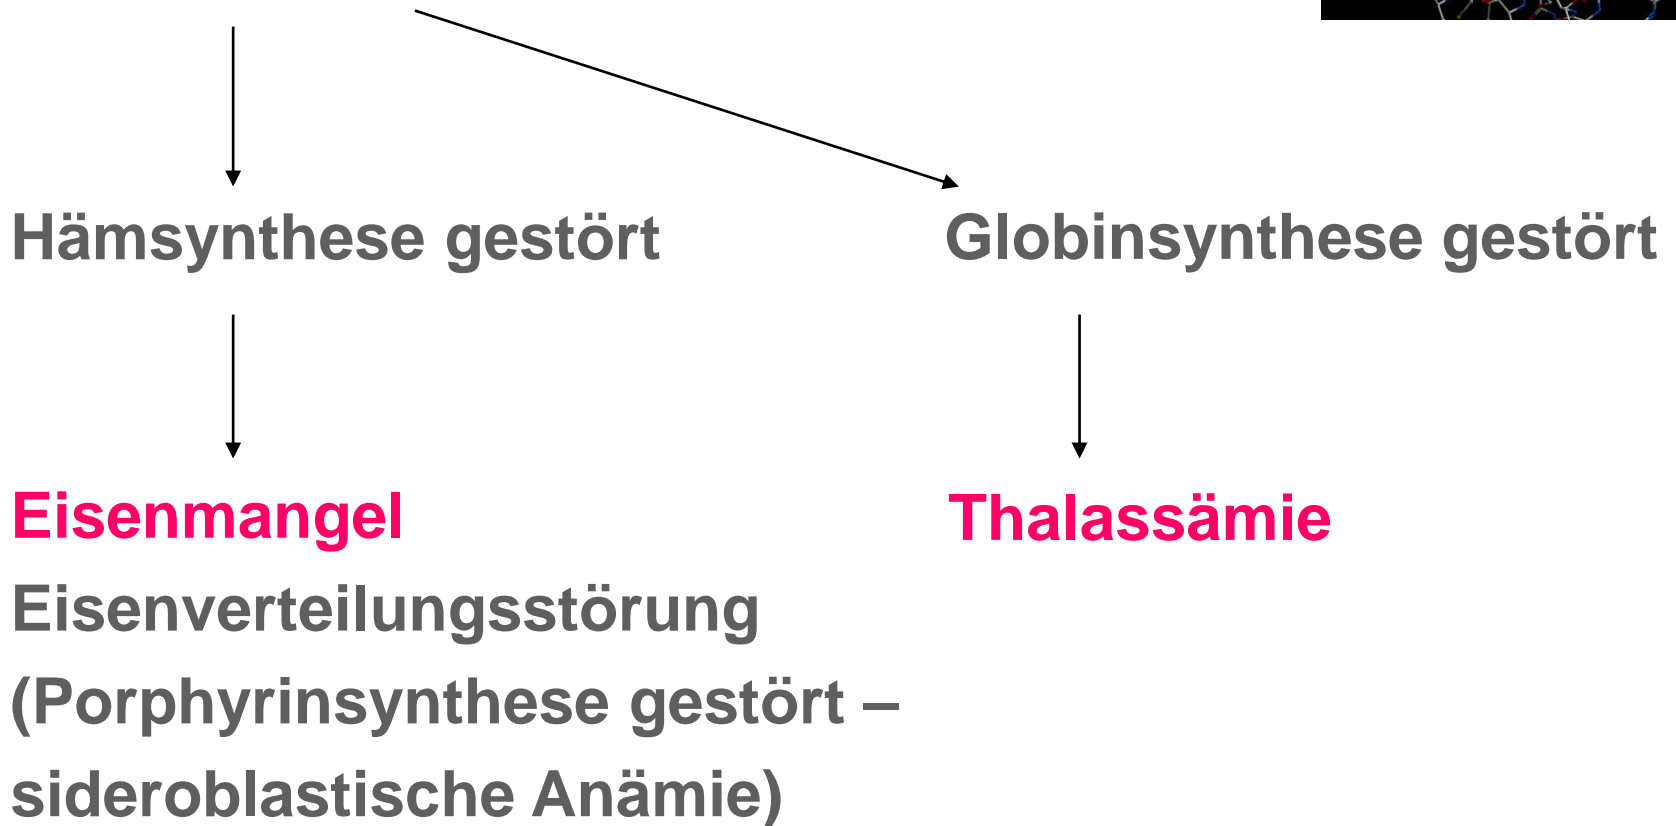 Hämsynthese gestört
Globinsynthese gestört
Eisenmangel
Thalassämie
Eisenverteilungsstörung
(Porphyrinsynthese gestört –
sideroblastische Anämie)